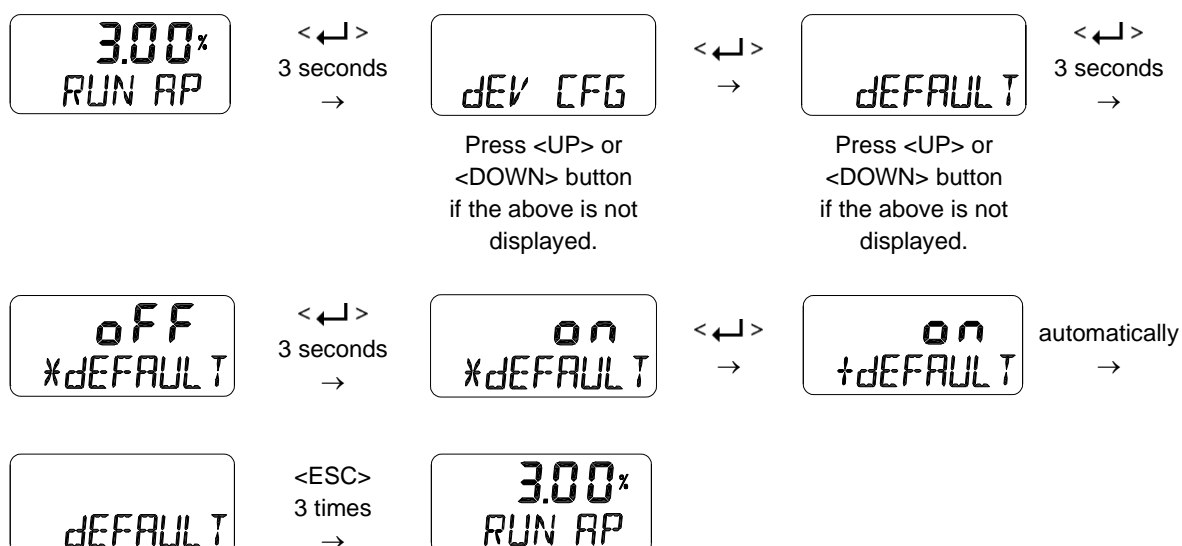 3.00%
RUN AP
<↵>
3 seconds
→
dEV CFG
Press <UP> or
<DOWN> button
if the above is not
displayed.
<↵>
→
dEFAULT
Press <UP> or
<DOWN> button
if the above is not
displayed.
<↵>
3 seconds
→
oFF
*dEFAULT
<↵>
3 seconds
→
on
*dEFAULT
<↵>
→
on
+dEFAULT
automatically
→
dEFAULT
<ESC>
3 times
→
3.00%
RUN AP